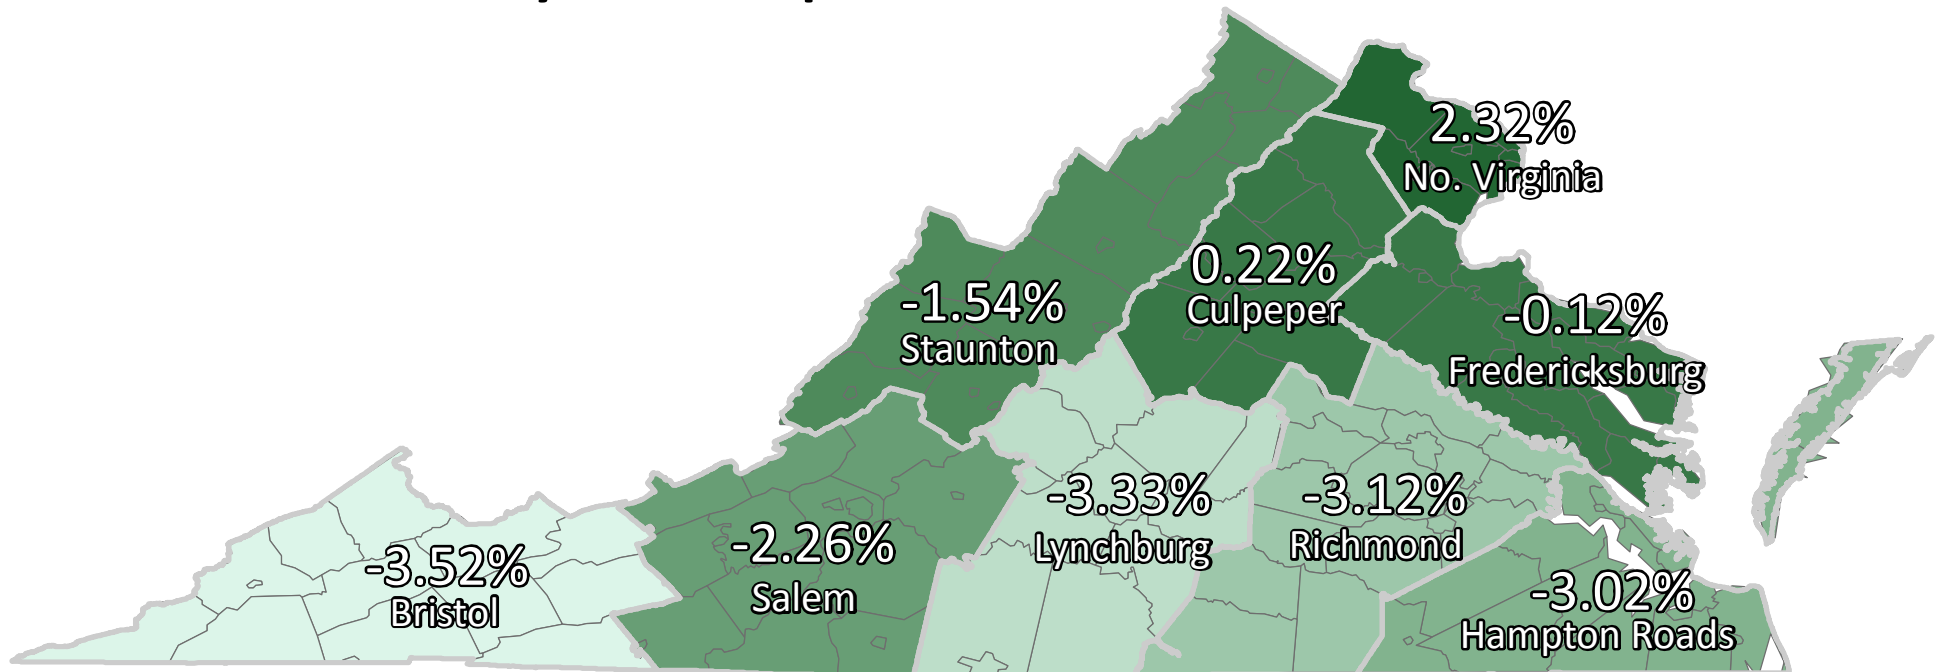 2.32%
No. Virginia
0.22%
Culpeper
-1.54%
Staunton
-0.12%
Fredericksburg
-3.33%
Lynchburg
-3.12%
Richmond
-3.52%
Bristol
-2.26%
Salem
-3.02%
Hampton Roads